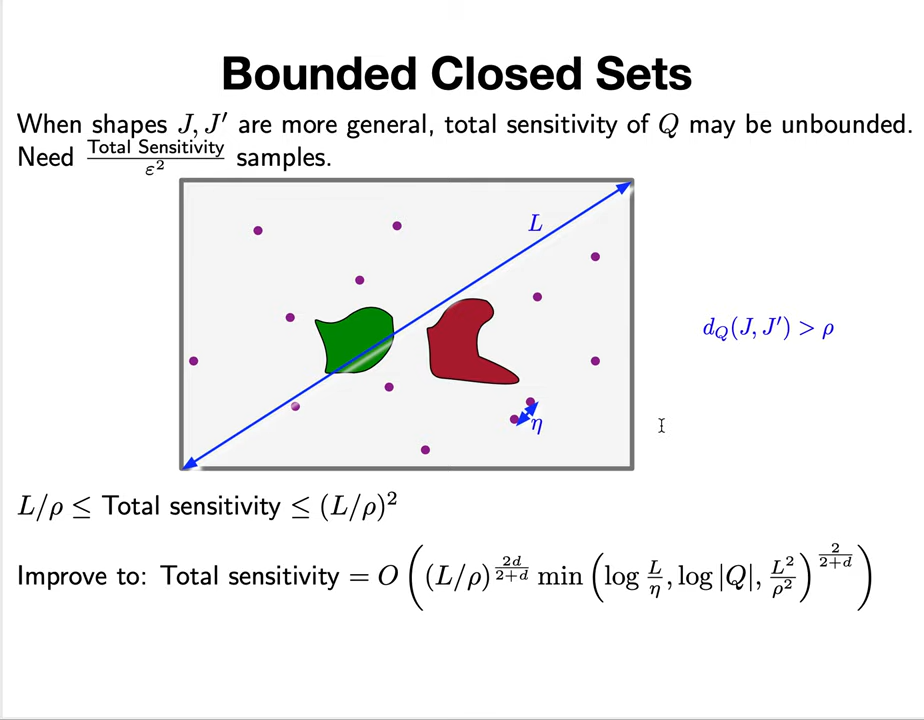 Bounded Closed Sets
When shapes J, J′ are more general, total sensitivity of Q may be unbounded.
Need Total Sensitivity/ε² samples.
L
d_Q(J, J′) > ρ
η
L/ρ ≤ Total sensitivity ≤ (L/ρ)²
Improve to: Total sensitivity = O((L/ρ)^(2d/(2+d)) min(log L/η, log |Q|, L²/ρ²)^(2/(2+d)))